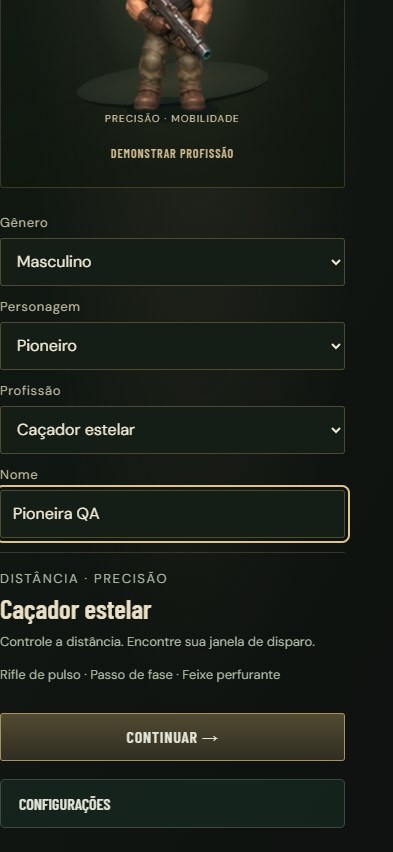 PRECISÃO · MOBILIDADE
DEMONSTRAR PROFISSÃO
Gênero
Masculino
Personagem
Pioneiro
Profissão
Caçador estelar
Nome
Pioneira QA
DISTÂNCIA · PRECISÃO
Caçador estelar
Controle a distância. Encontre sua janela de disparo.
Rifle de pulso · Passo de fase · Feixe perfurante
CONTINUAR →
CONFIGURAÇÕES